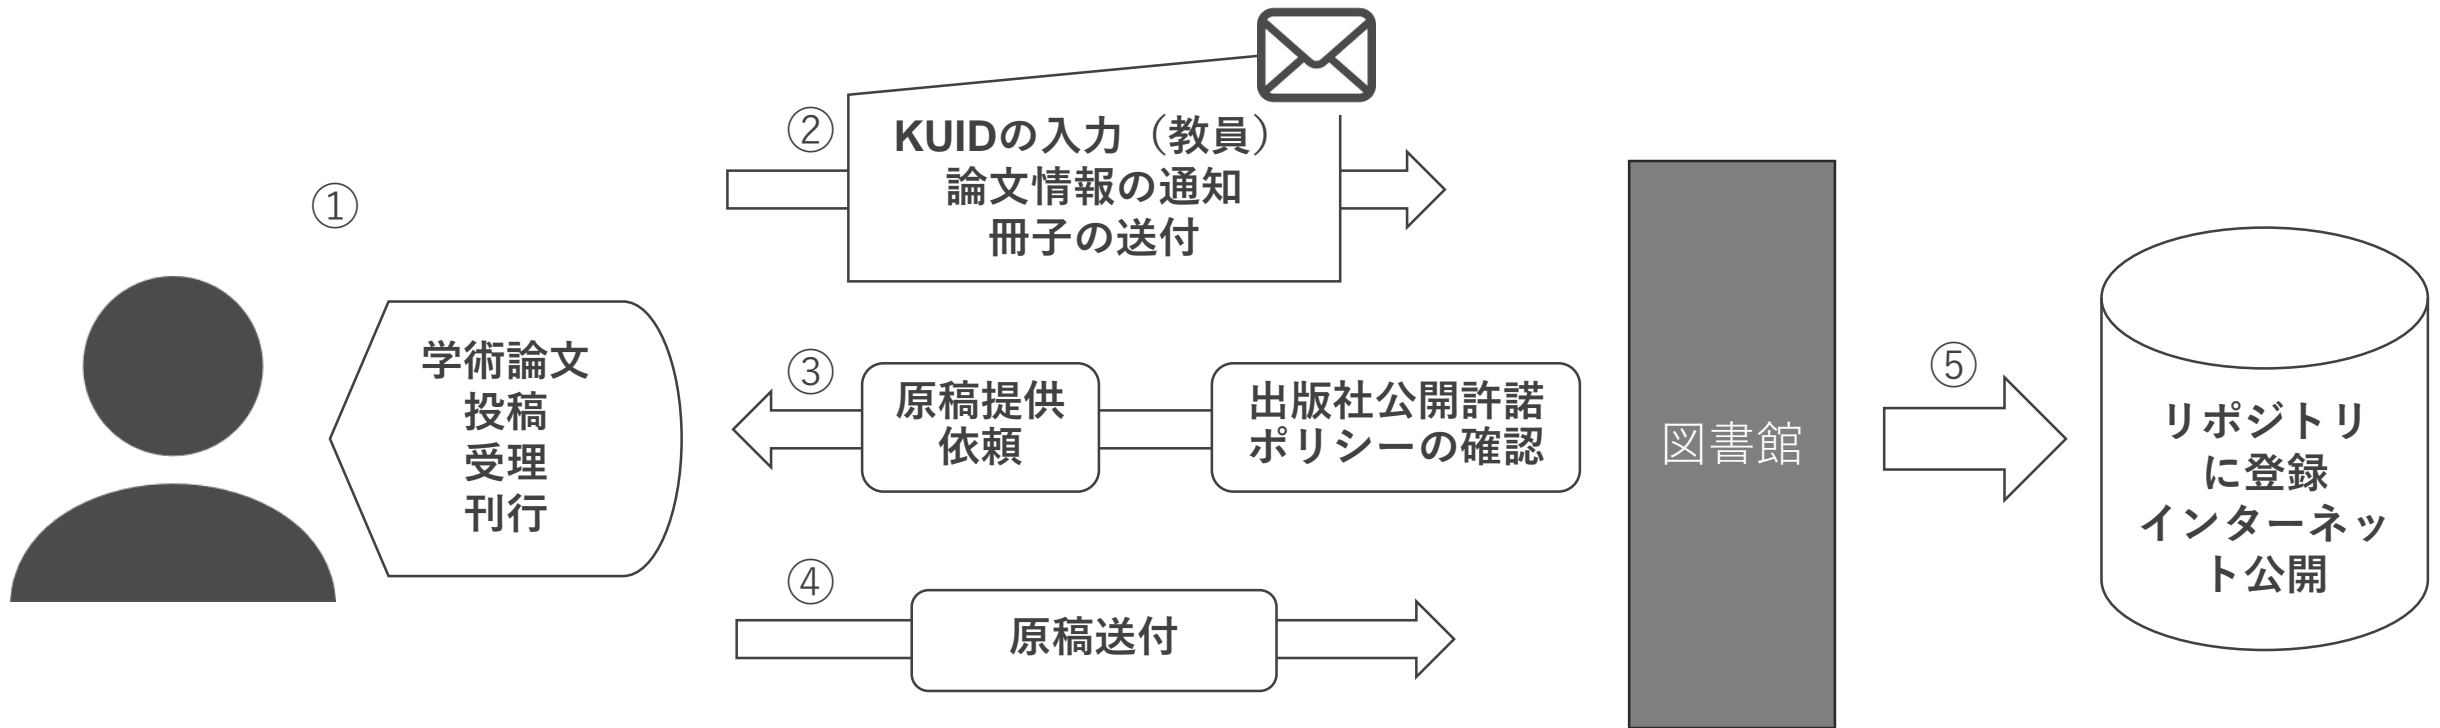 ①
学術論文
投稿
受理
刊行
②
KUIDの入力（教員）
論文情報の通知
冊子の送付
③
原稿提供
依頼
出版社公開許諾
ポリシーの確認
④
原稿送付
図書館
⑤
リポジトリ
に登録
インターネッ
ト公開